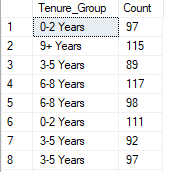 Tenure_Group Count
1 0-2 Years 97
2 9+ Years 115
3 3-5 Years 89
4 6-8 Years 117
5 6-8 Years 98
6 0-2 Years 111
7 3-5 Years 92
8 3-5 Years 97